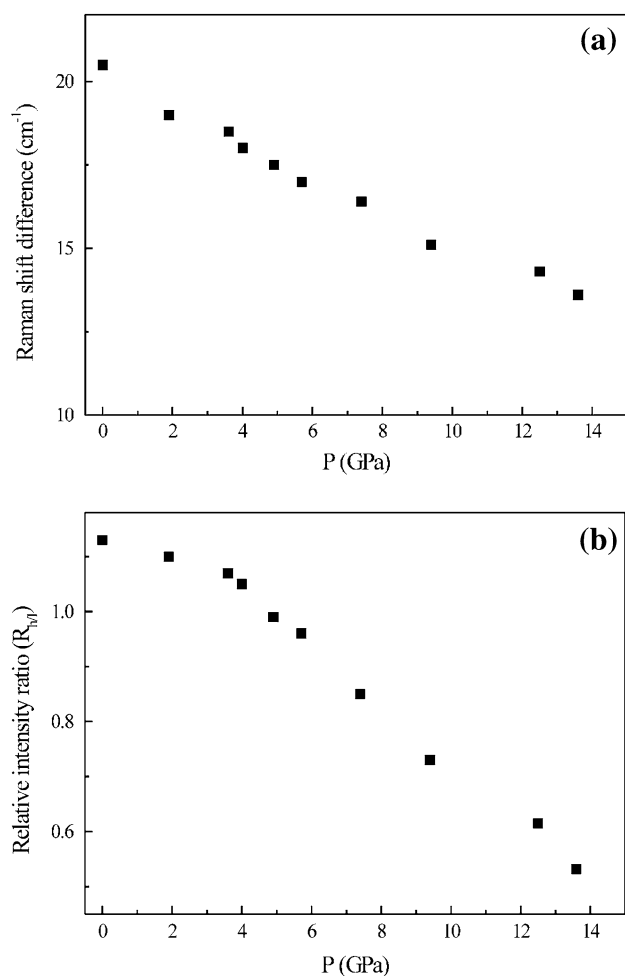 (a)
20
15
10
Raman shift difference (cm⁻¹)
0 2 4 6 8 10 12 14
P (GPa)
(b)
1.0
0.8
0.6
Relative intensity ratio (R_h/l)
0 2 4 6 8 10 12 14
P (GPa)